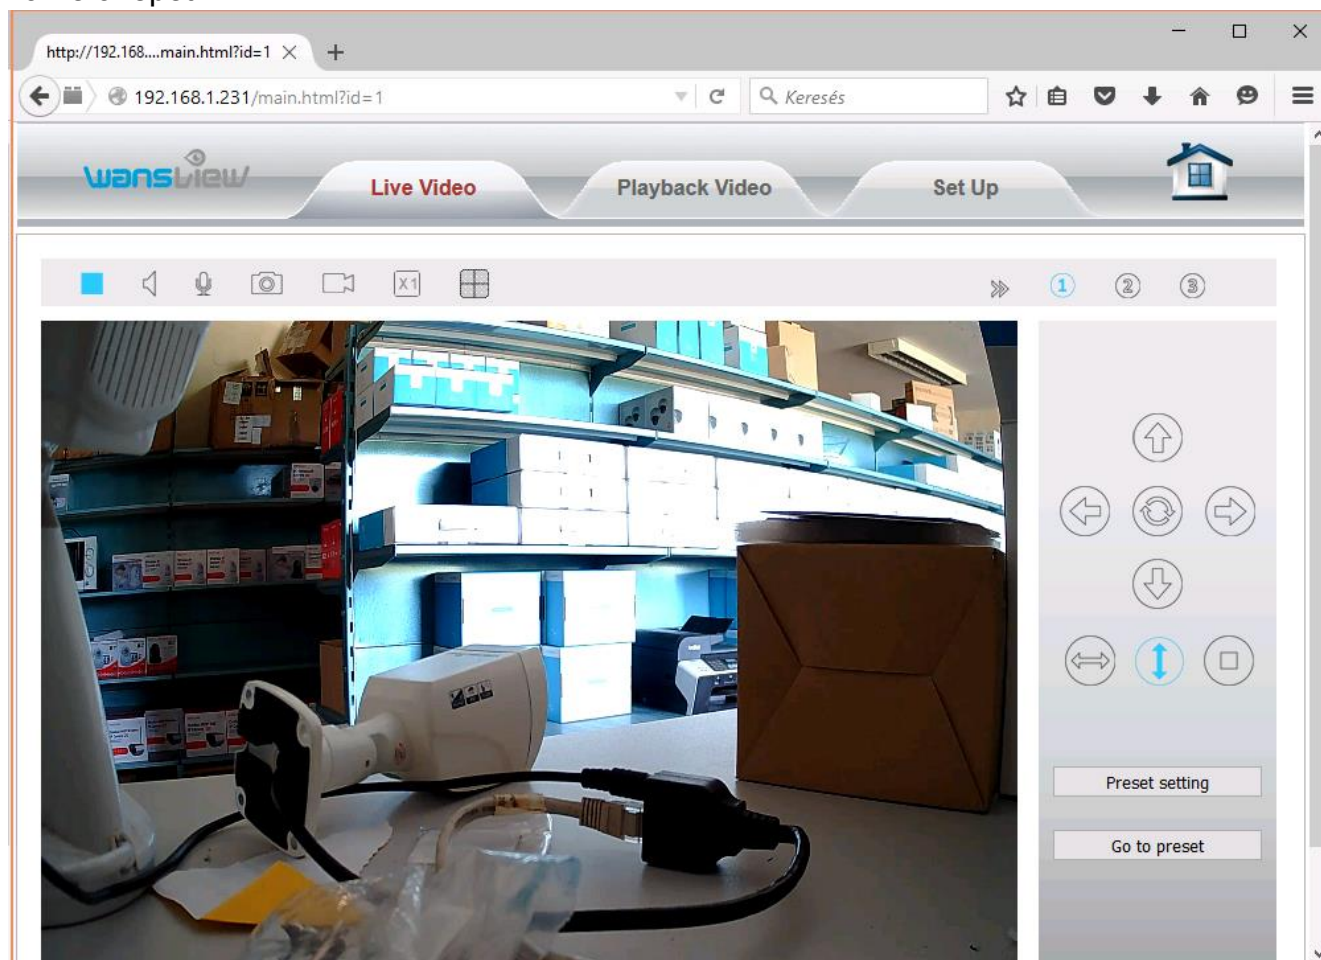 http://192.168....main.html?id=1
192.168.1.231/main.html?id=1
Keresés
wansview
Live Video
Playback Video
Set Up
X1
1
2
3
Preset setting
Go to preset